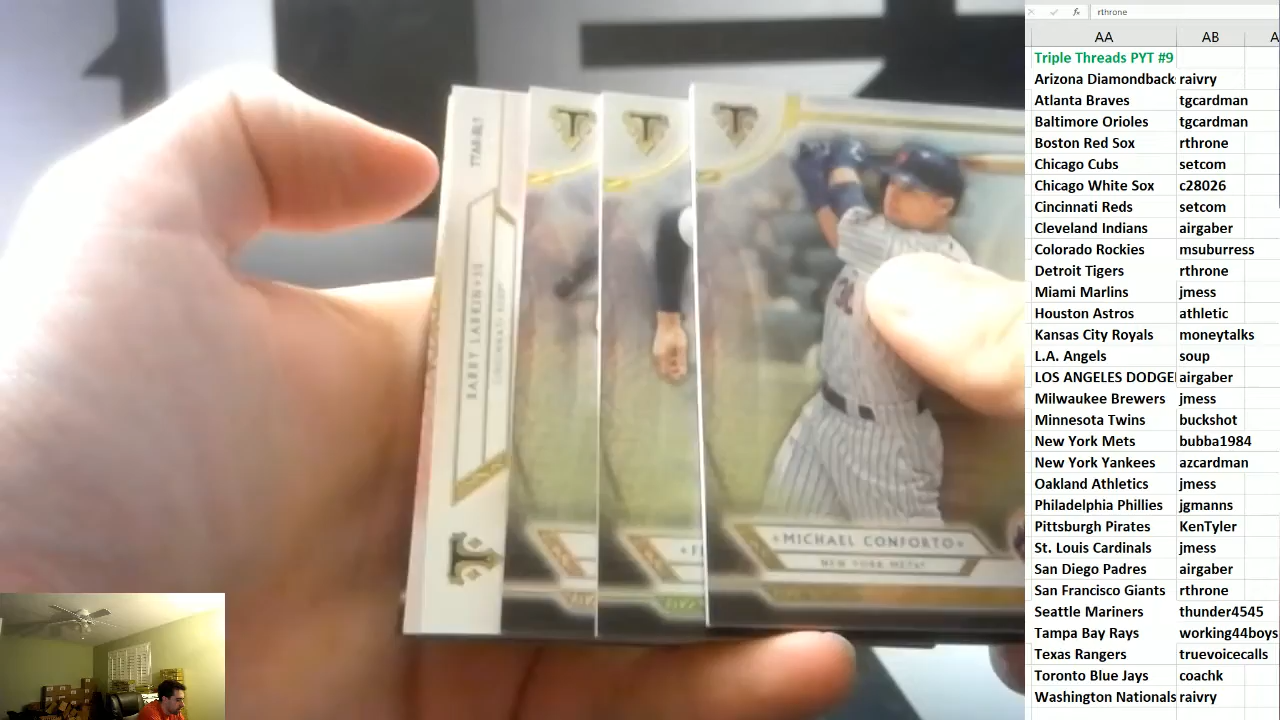 rthrone
AA AB A
Triple Threads PYT #9
Arizona Diamondback raivry
Atlanta Braves tgcardman
Baltimore Orioles tgcardman
Boston Red Sox rthrone
Chicago Cubs setcom
Chicago White Sox c28026
Cincinnati Reds setcom
Cleveland Indians airgaber
Colorado Rockies msuburress
Detroit Tigers rthrone
Miami Marlins jmess
Houston Astros athletic
Kansas City Royals moneytalks
L.A. Angels soup
LOS ANGELES DODGE airgaber
Milwaukee Brewers jmess
Minnesota Twins buckshot
New York Mets bubba1984
New York Yankees azcardman
Oakland Athletics jmess
Philadelphia Phillies jgmanns
Pittsburgh Pirates KenTyler
St. Louis Cardinals jmess
San Diego Padres airgaber
San Francisco Giants rthrone
Seattle Mariners thunder4545
Tampa Bay Rays working44boys
Texas Rangers truevoicecalls
Toronto Blue Jays coachk
Washington Nationals raivry
BARRY LARKIN
CINCINNATI REDS
MICHAEL CONFORTO
NEW YORK METS